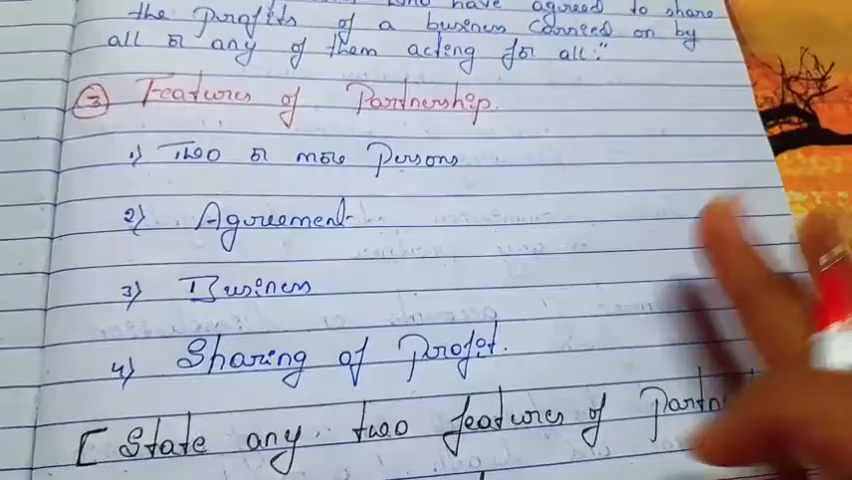 who have agreed to share
the profits of a business carried on by
all or any of them acting for all."
③ Features of Partnership.
1) Two or more Persons
2) Agreement
3) Business
4) Sharing of Profit.
[ State any two features of